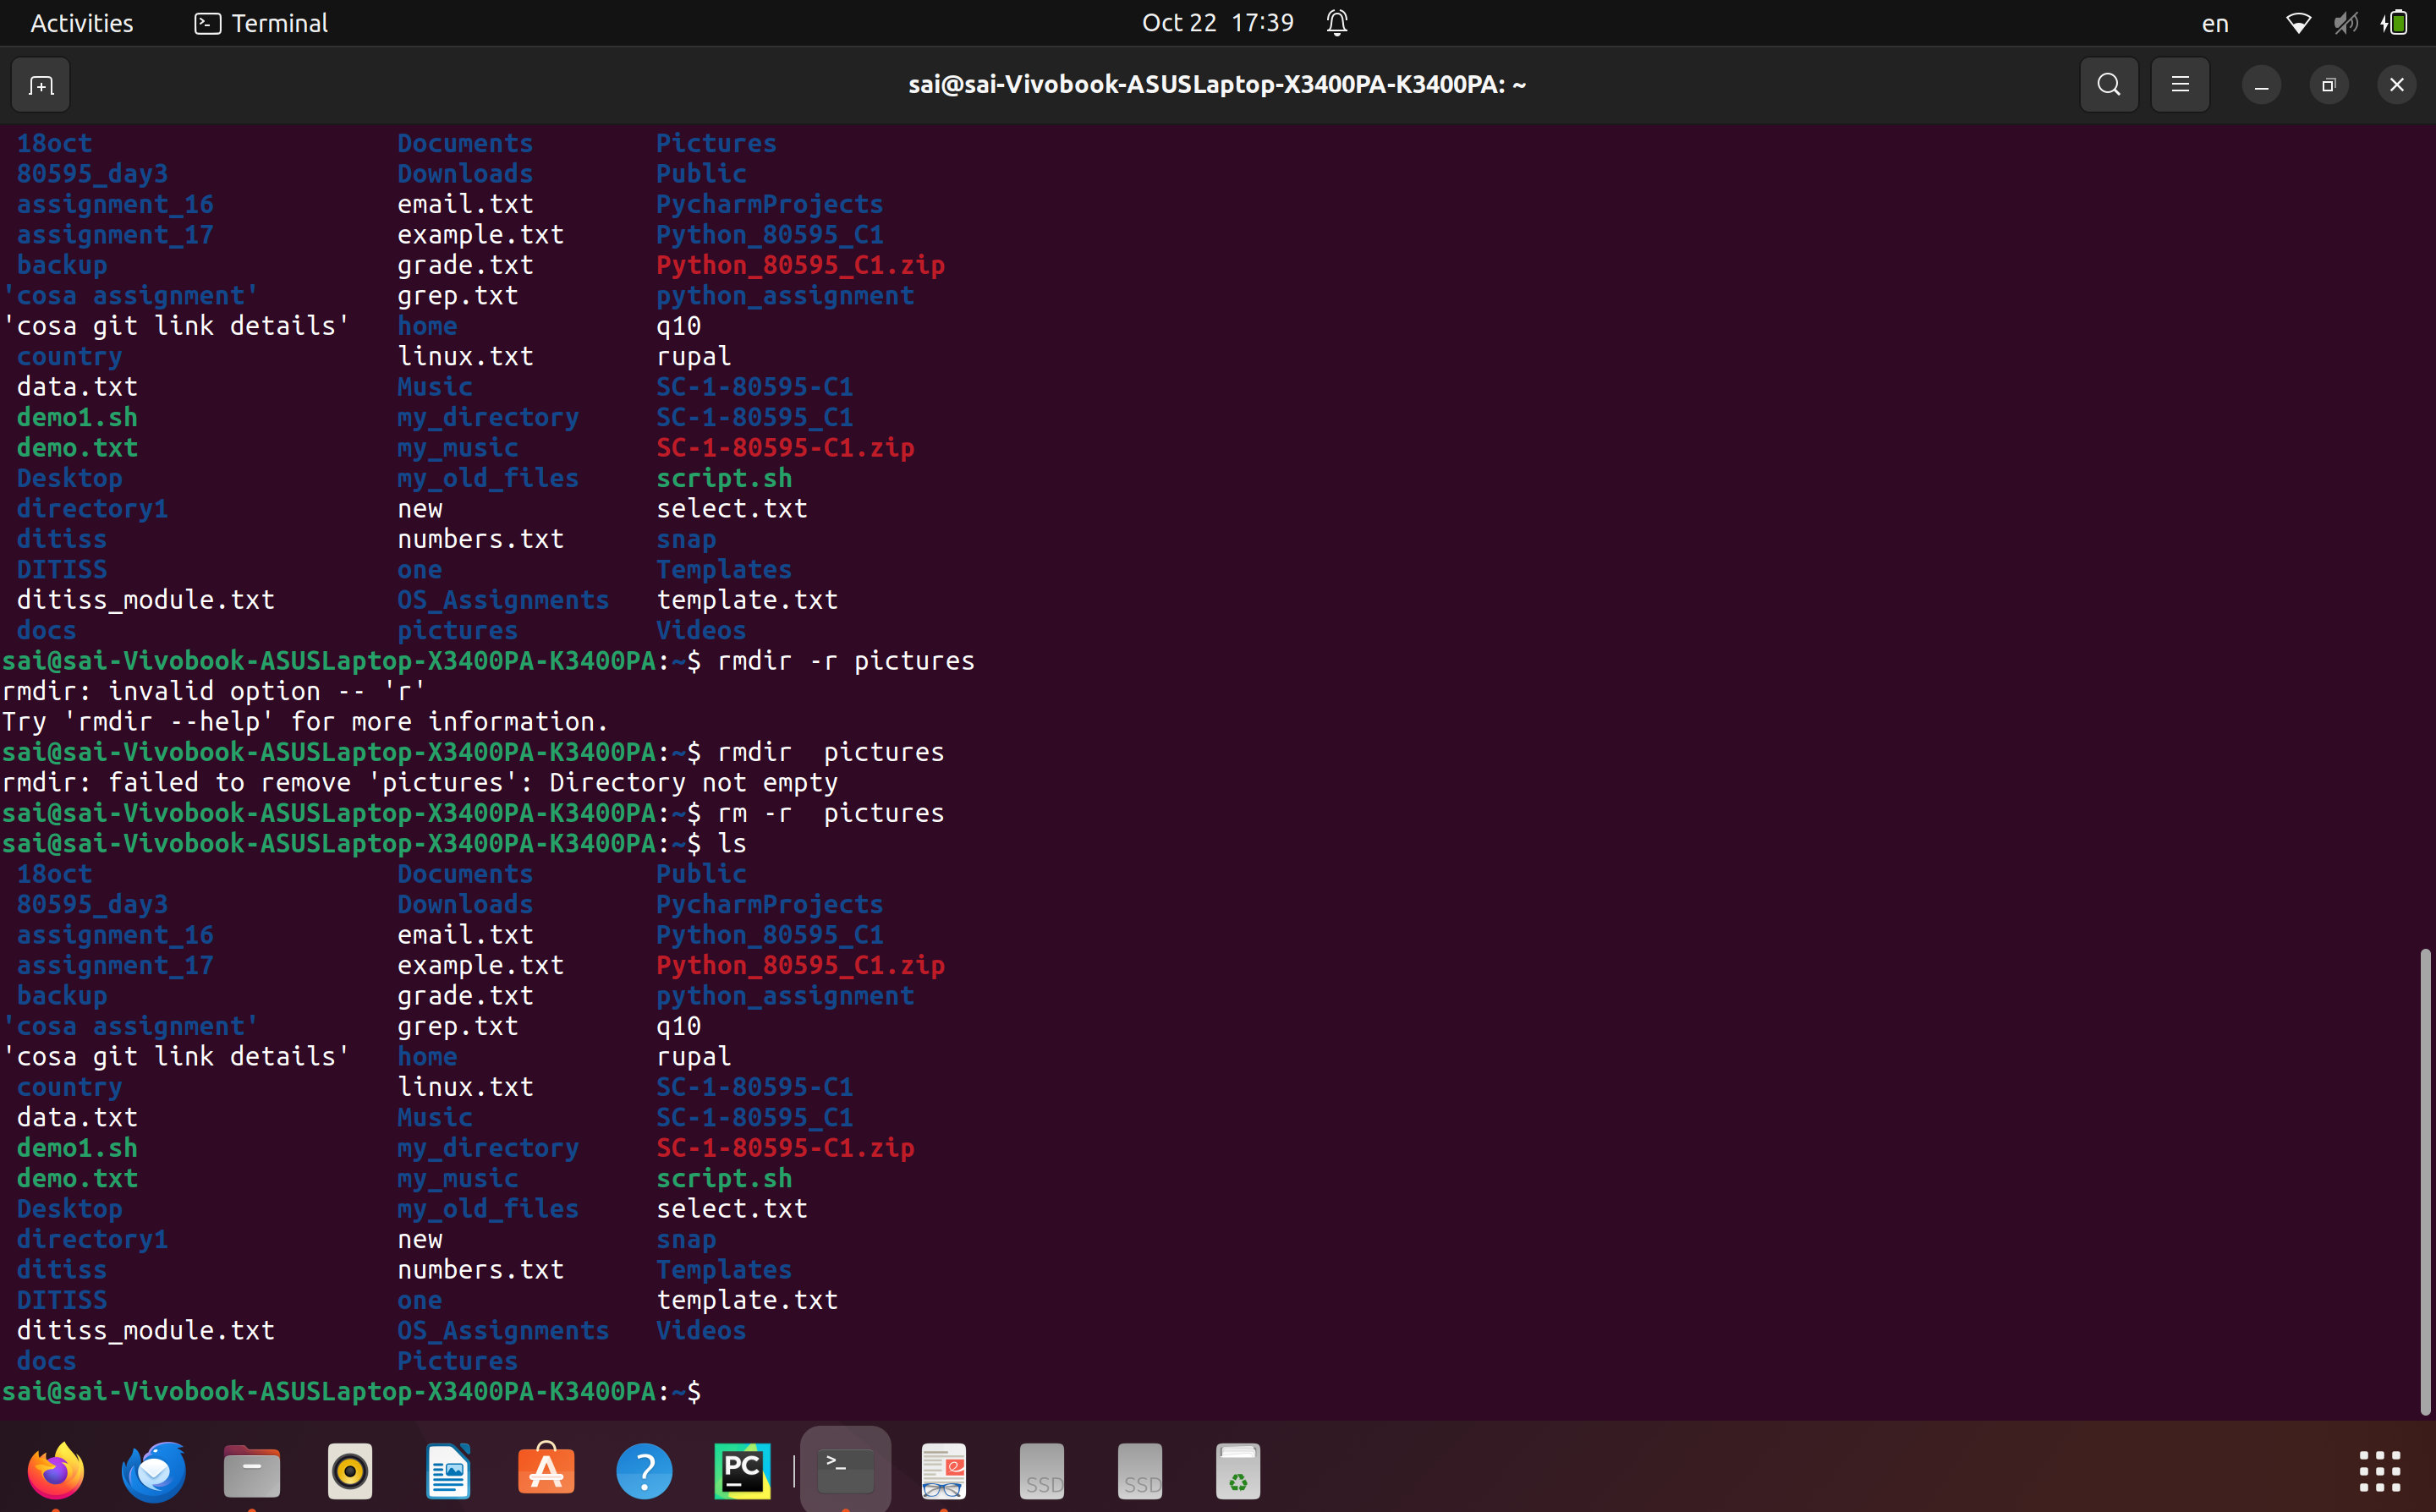 Activities Terminal Oct 22 17:39 en
sai@sai-Vivobook-ASUSLaptop-X3400PA-K3400PA: ~
18oct Documents Pictures
80595_day3 Downloads Public
assignment_16 email.txt PycharmProjects
assignment_17 example.txt Python_80595_C1
backup grade.txt Python_80595_C1.zip
'cosa assignment' grep.txt python_assignment
'cosa git link details' home q10
country linux.txt rupal
data.txt Music SC-1-80595-C1
demo1.sh my_directory SC-1-80595_C1
demo.txt my_music SC-1-80595-C1.zip
Desktop my_old_files script.sh
directory1 new select.txt
ditiss numbers.txt snap
DITISS one Templates
ditiss_module.txt OS_Assignments template.txt
docs pictures Videos
sai@sai-Vivobook-ASUSLaptop-X3400PA-K3400PA:~$ rmdir -r pictures
rmdir: invalid option -- 'r'
Try 'rmdir --help' for more information.
sai@sai-Vivobook-ASUSLaptop-X3400PA-K3400PA:~$ rmdir  pictures
rmdir: failed to remove 'pictures': Directory not empty
sai@sai-Vivobook-ASUSLaptop-X3400PA-K3400PA:~$ rm -r  pictures
sai@sai-Vivobook-ASUSLaptop-X3400PA-K3400PA:~$ ls
18oct Documents Public
80595_day3 Downloads PycharmProjects
assignment_16 email.txt Python_80595_C1
assignment_17 example.txt Python_80595_C1.zip
backup grade.txt python_assignment
'cosa assignment' grep.txt q10
'cosa git link details' home rupal
country linux.txt SC-1-80595-C1
data.txt Music SC-1-80595_C1
demo1.sh my_directory SC-1-80595-C1.zip
demo.txt my_music script.sh
Desktop my_old_files select.txt
directory1 new snap
ditiss numbers.txt Templates
DITISS one template.txt
ditiss_module.txt OS_Assignments Videos
docs Pictures
sai@sai-Vivobook-ASUSLaptop-X3400PA-K3400PA:~$
PC SSD SSD